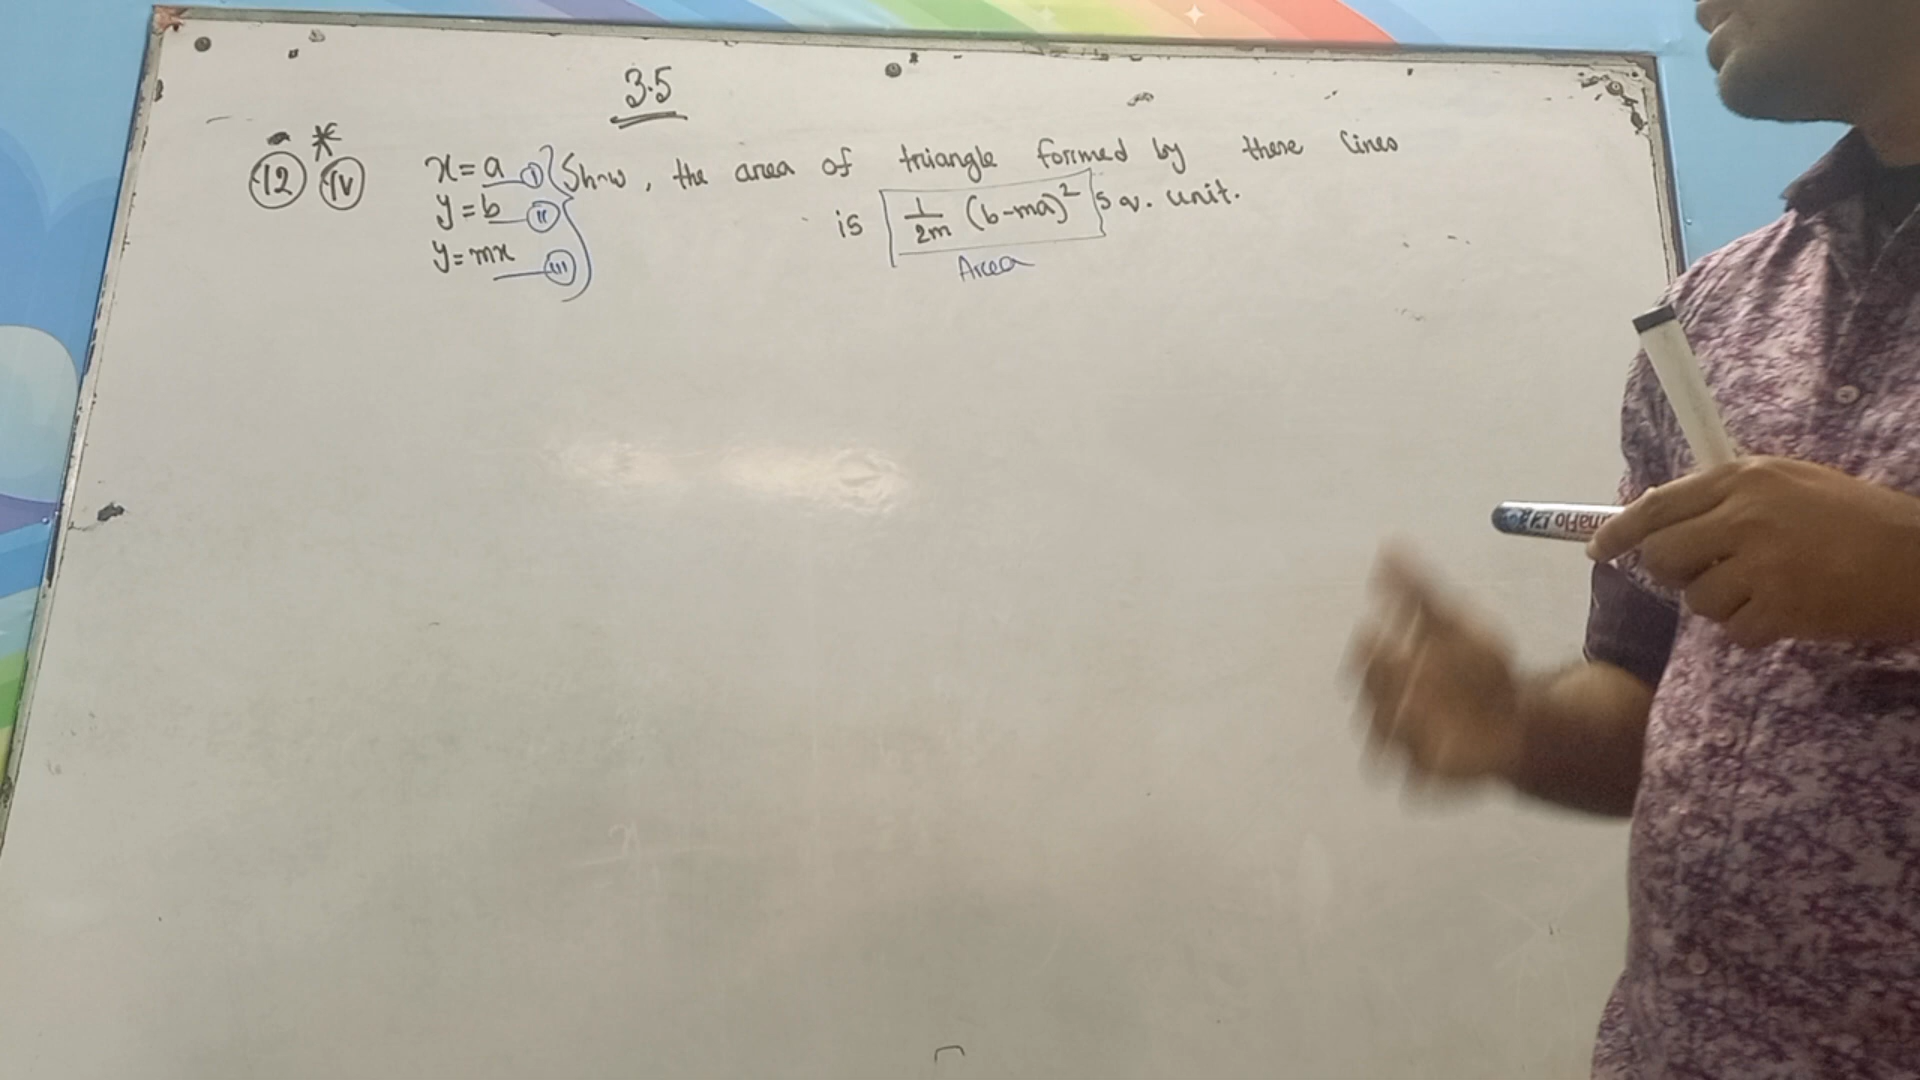 3.5
12 iv * x = a (i) Show, the area of triangle formed by these lines
y = b (ii) is 1/2m (b-ma)² sq. unit.
y = mx (iii) Area